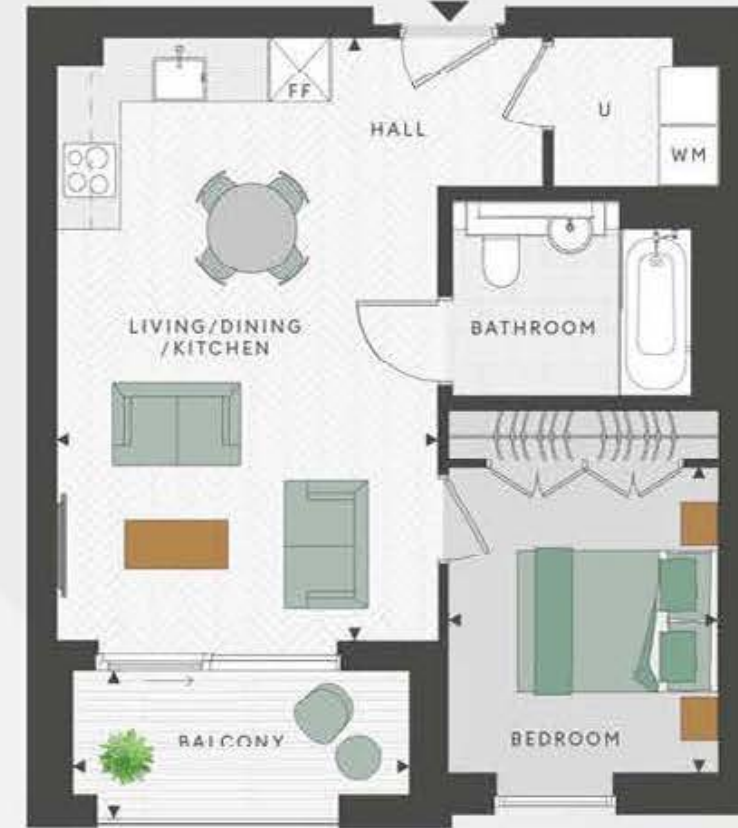 FF
HALL
U
WM
LIVING/DINING
/KITCHEN
BATHROOM
BALCONY
BEDROOM